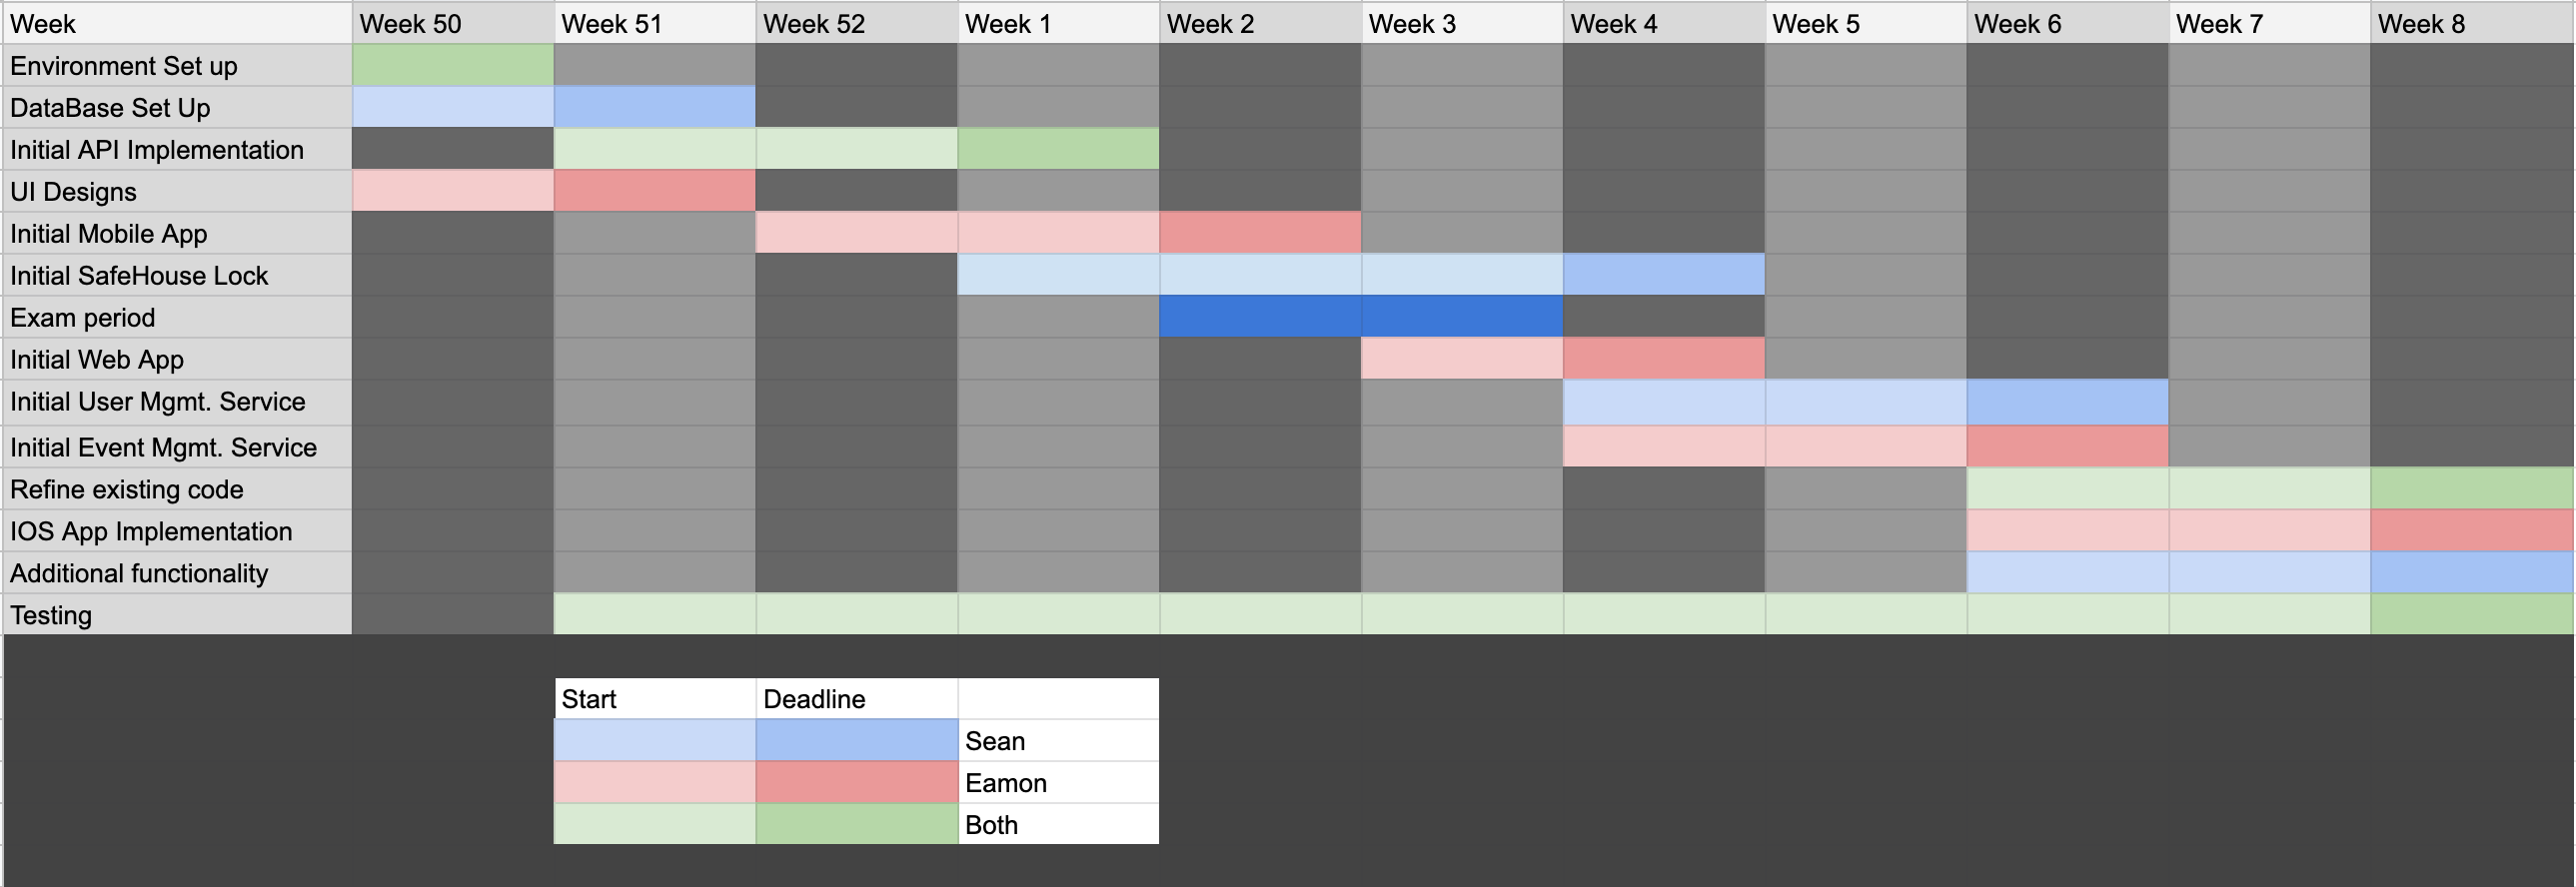 Week Week 50 Week 51 Week 52 Week 1 Week 2 Week 3 Week 4 Week 5 Week 6 Week 7 Week 8
Environment Set up
DataBase Set Up
Initial API Implementation
UI Designs
Initial Mobile App
Initial SafeHouse Lock
Exam period
Initial Web App
Initial User Mgmt. Service
Initial Event Mgmt. Service
Refine existing code
IOS App Implementation
Additional functionality
Testing
Start Deadline
Sean
Eamon
Both